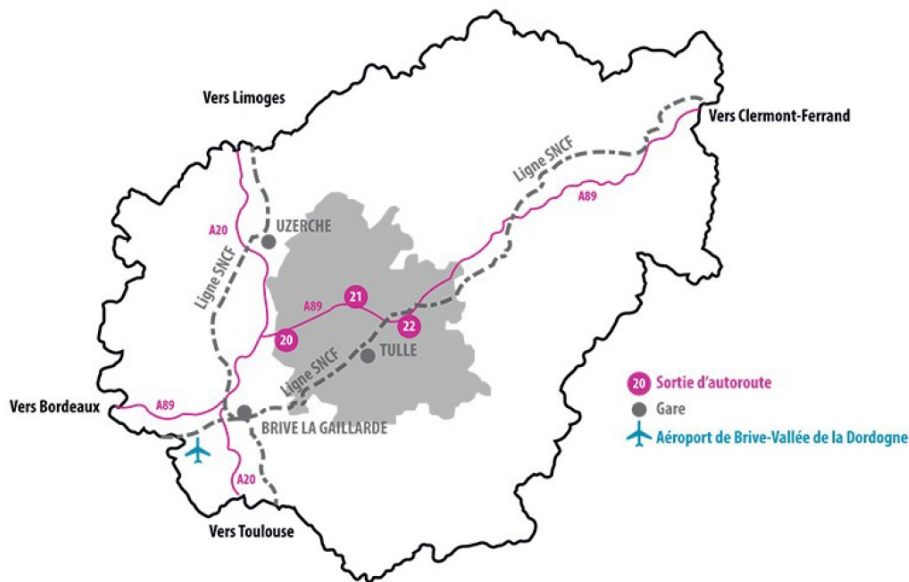 Vers Limoges
Vers Clermont-Ferrand
Ligne SNCF
A89
A20
UZERCHE
Ligne SNCF
21
A89
20
22
TULLE
Ligne SNCF
Vers Bordeaux
A89
BRIVE LA GAILLARDE
A20
Vers Toulouse
20 Sortie d'autoroute
Gare
Aéroport de Brive-Vallée de la Dordogne